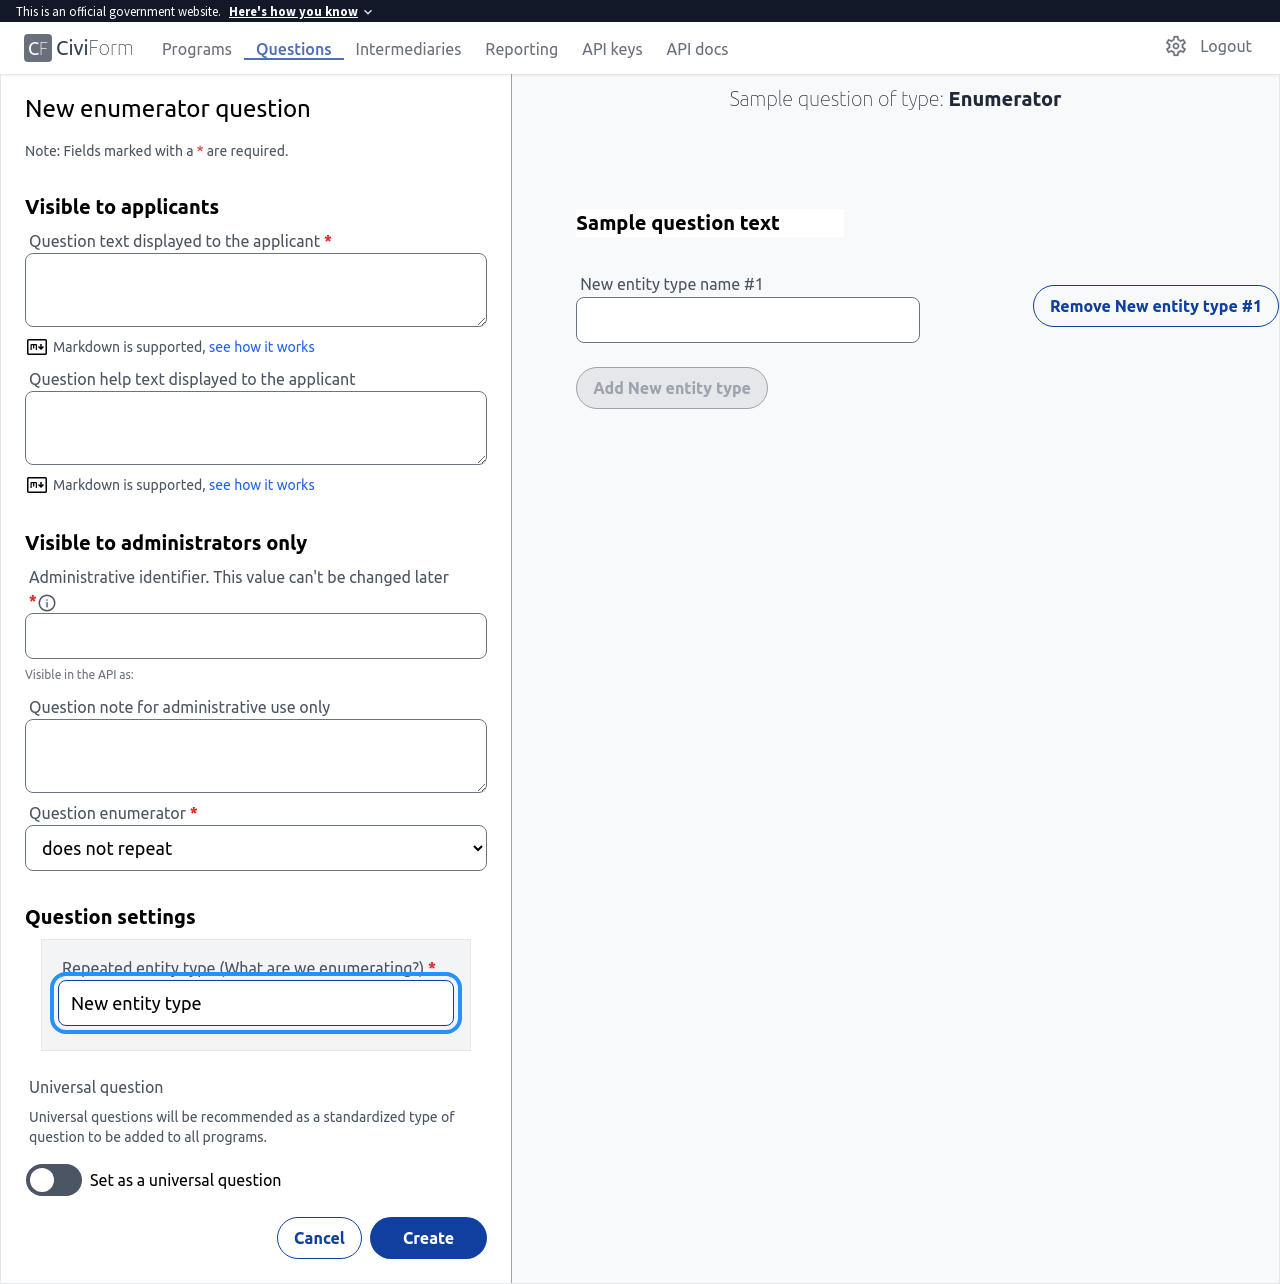 This is an official government website. Here's how you know
CF CiviForm Programs Questions Intermediaries Reporting API keys API docs Logout
New enumerator question
Note: Fields marked with a * are required.
Visible to applicants
Question text displayed to the applicant *
Markdown is supported, see how it works
Question help text displayed to the applicant
Markdown is supported, see how it works
Visible to administrators only
Administrative identifier. This value can't be changed later
*
Visible in the API as:
Question note for administrative use only
Question enumerator *
does not repeat
Question settings
Repeated entity type (What are we enumerating?) *
New entity type
Universal question
Universal questions will be recommended as a standardized type of
question to be added to all programs.
Set as a universal question
Cancel Create
Sample question of type: Enumerator
Sample question text
New entity type name #1
Remove New entity type #1
Add New entity type